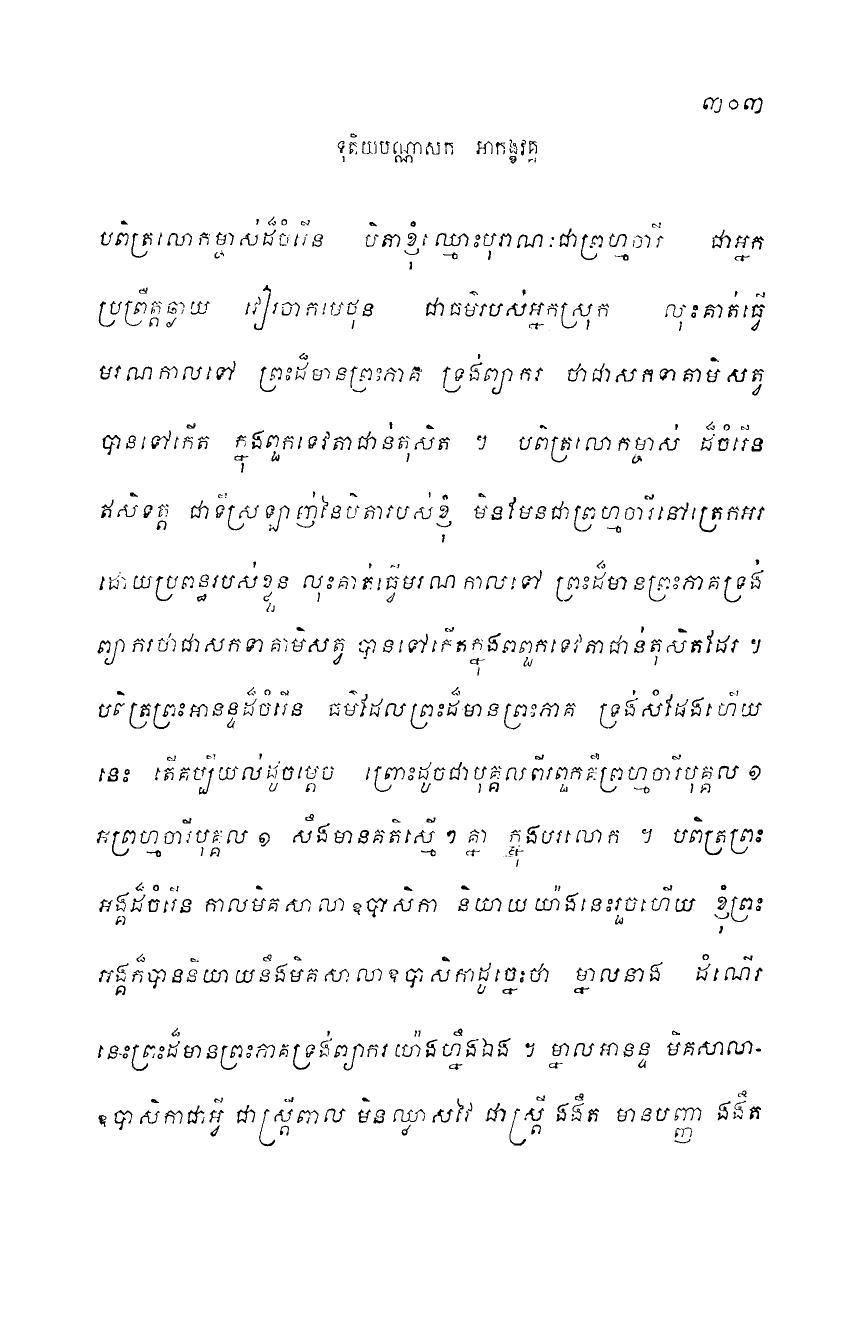 ៣០៣
ទុតិយបណ្ណាសក អាកង្ខវគ្គ
បពិត្រលោកម្ចាស់ដ៏ចំរើន បិតាខ្ញុំឈ្មោះបុរាណៈជាព្រហ្មចារី ជាអ្នក
ប្រព្រឹត្តឆ្ងាយ វៀរចាកមេថុន ជាធម៌របស់អ្នកស្រុក លុះគាត់ធ្វើ
មរណកាលទៅ ព្រះដ៏មានព្រះភាគ ទ្រង់ព្យាករ ថាជាសកទាគាមិសត្វ
បានទៅកើត ក្នុងពួកទេវតាជាន់តុសិត ។ បពិត្រលោកម្ចាស់ ដ៏ចំរើន
ឥសិទត្ត ជាទីស្រឡាញ់នៃបិតារបស់ខ្ញុំ មិនមែនជាព្រហ្មចារីនៅត្រេកអរ
ដោយប្រពន្ធរបស់ខ្លួន លុះគាត់ធ្វើមរណកាលទៅ ព្រះដ៏មានព្រះភាគទ្រង់
ព្យាករថាជាសកទាគាមិសត្វ បានទៅកើតក្នុងពពួកទេវតាជាន់តុសិតដែរ ។
បពិត្រព្រះអានន្ទដ៏ចំរើន ធម៌ដែលព្រះដ៏មានព្រះភាគ ទ្រង់សំដែងហើយ
នេះ តើគប្បីយល់ដូចម្តេច ព្រោះដូចជាបុគ្គលពីរពួកគឺព្រហ្មចារីបុគ្គល ១
អព្រហ្មចារីបុគ្គល ១ សឹងមានគតិស្មើ ៗ គ្នា ក្នុងបរលោក ។ បពិត្រព្រះ
អង្គដ៏ចំរើន កាលមិគសាលាឧបាសិកា និយាយយ៉ាងនេះរួចហើយ ខ្ញុំព្រះ
អង្គក៏បាននិយាយនឹងមិគសាលាឧបាសិកាដូច្នេះថា ម្នាលនាង ដំណើរ
នេះព្រះដ៏មានព្រះភាគទ្រង់ព្យាករយ៉ាងហ្នឹងឯង ។ ម្នាលអានន្ទ មិគសាលា-
ឧបាសិកាជាអ្វី ជាស្ត្រីពាល មិនឈ្លាសវៃ ជាស្ត្រី ងងឹត មានបញ្ញា ងងឹត